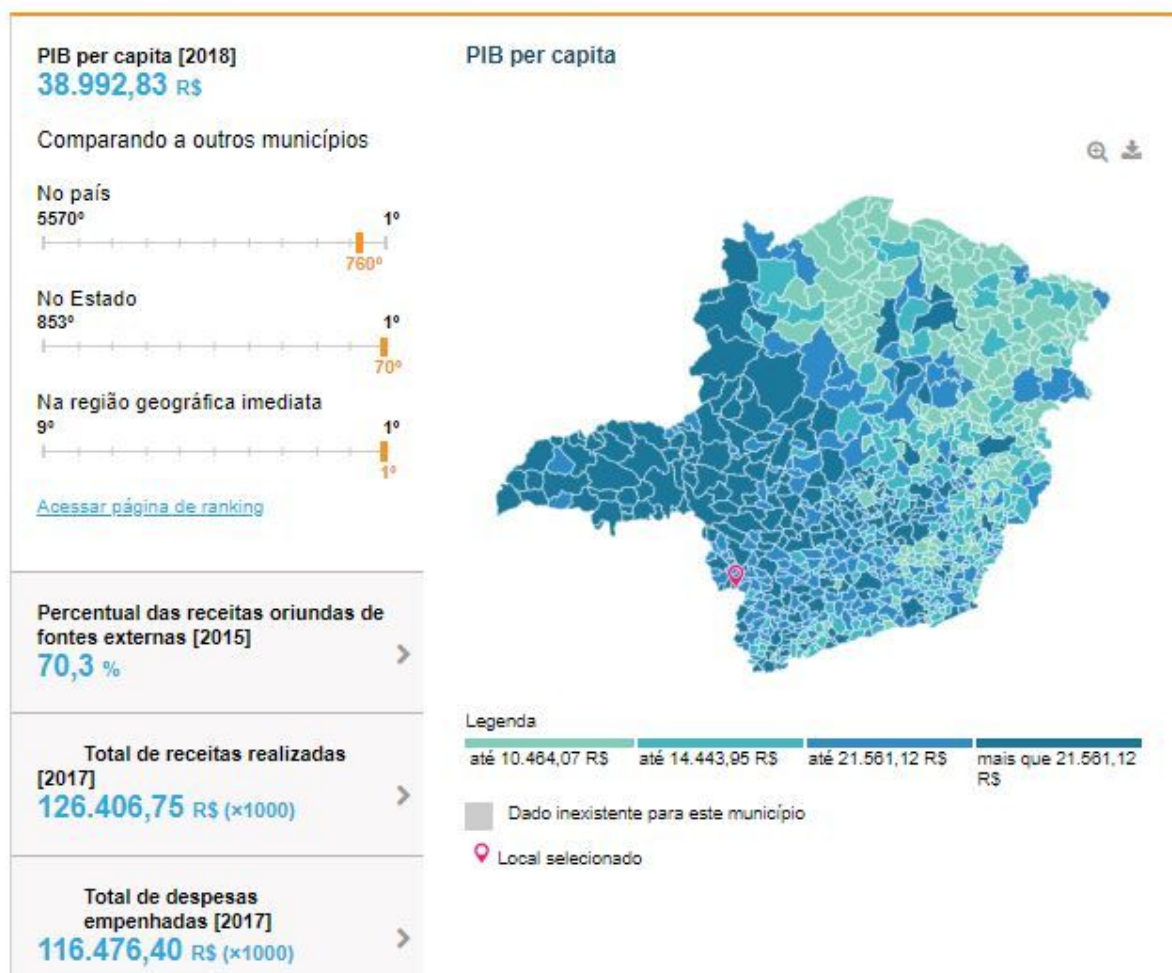 PIB per capita [2018]
38.992,83 R$
Comparando a outros municípios
No país
5570º 1º
760º
No Estado
853º 1º
70º
Na região geográfica imediata
9º 1º
1º
Acessar página de ranking
Percentual das receitas oriundas de
fontes externas [2015]
70,3 %
Total de receitas realizadas
[2017]
126.406,75 R$ (×1000)
Total de despesas
empenhadas [2017]
116.476,40 R$ (×1000)
PIB per capita
Legenda
até 10.464,07 R$ até 14.443,95 R$ até 21.561,12 R$ mais que 21.561,12
R$
Dado inexistente para este município
Local selecionado